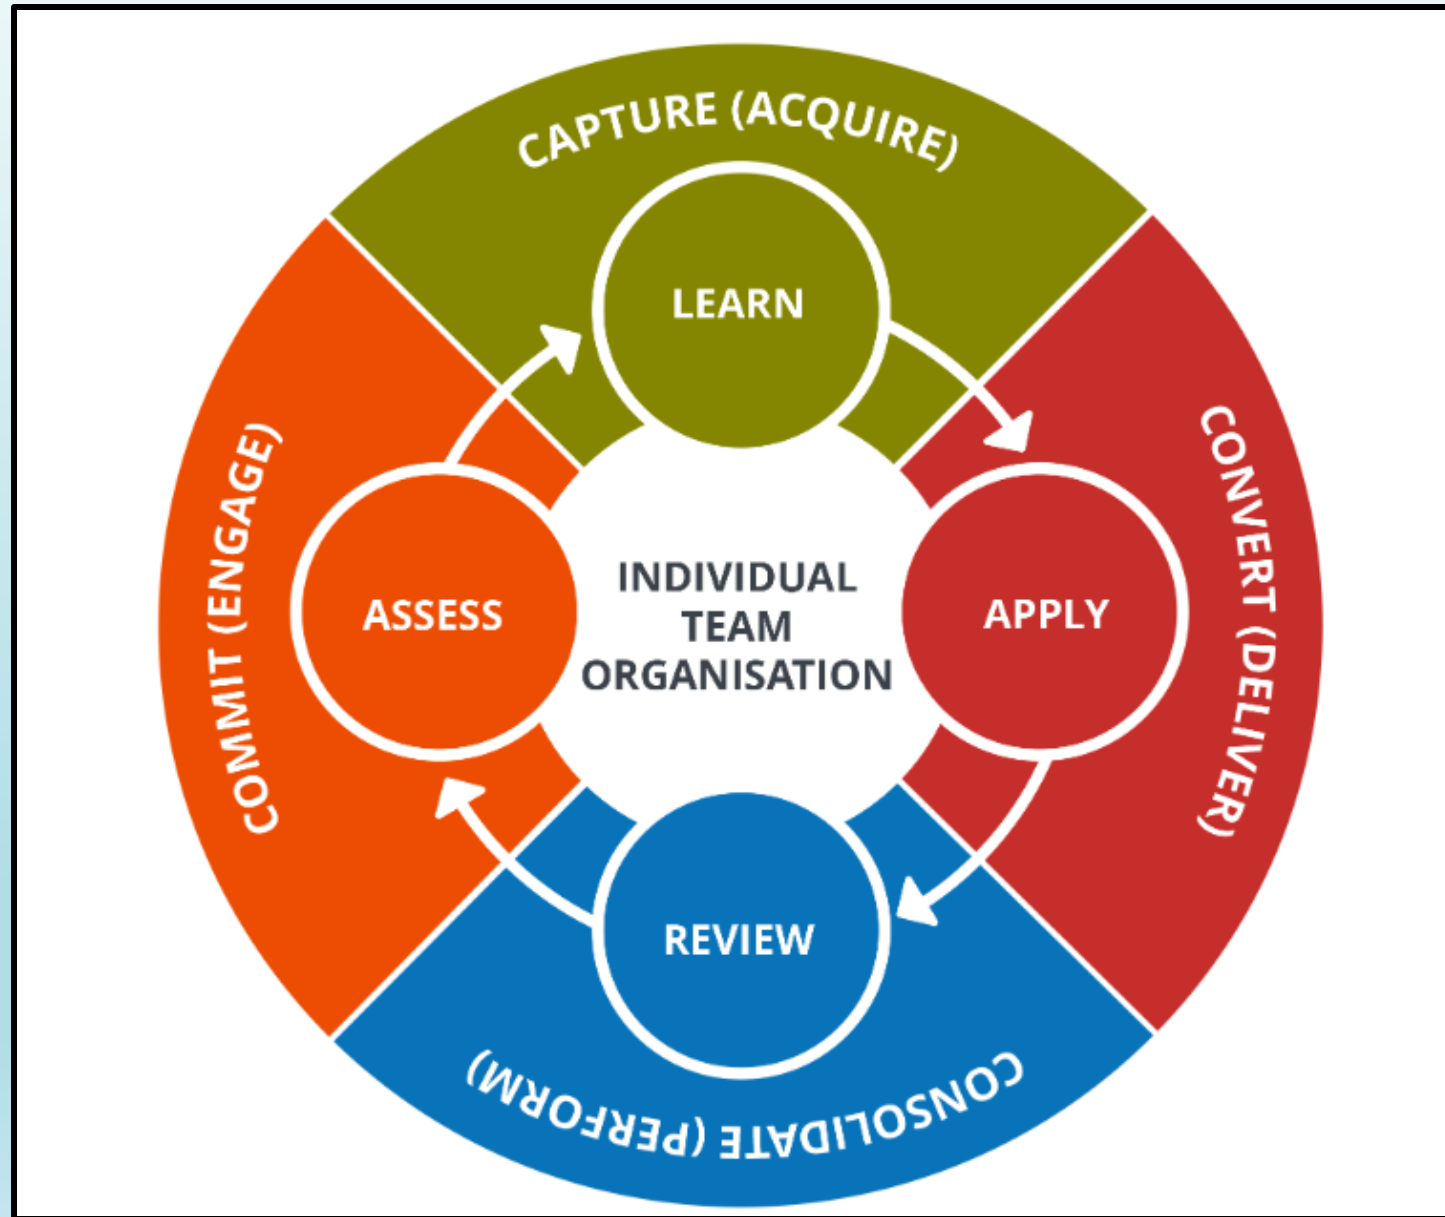 CAPTURE (ACQUIRE)
LEARN
CONVERT (DELIVER)
APPLY
CONSOLIDATE (PERFORM)
REVIEW
COMMIT (ENGAGE)
ASSESS
INDIVIDUAL
TEAM
ORGANISATION